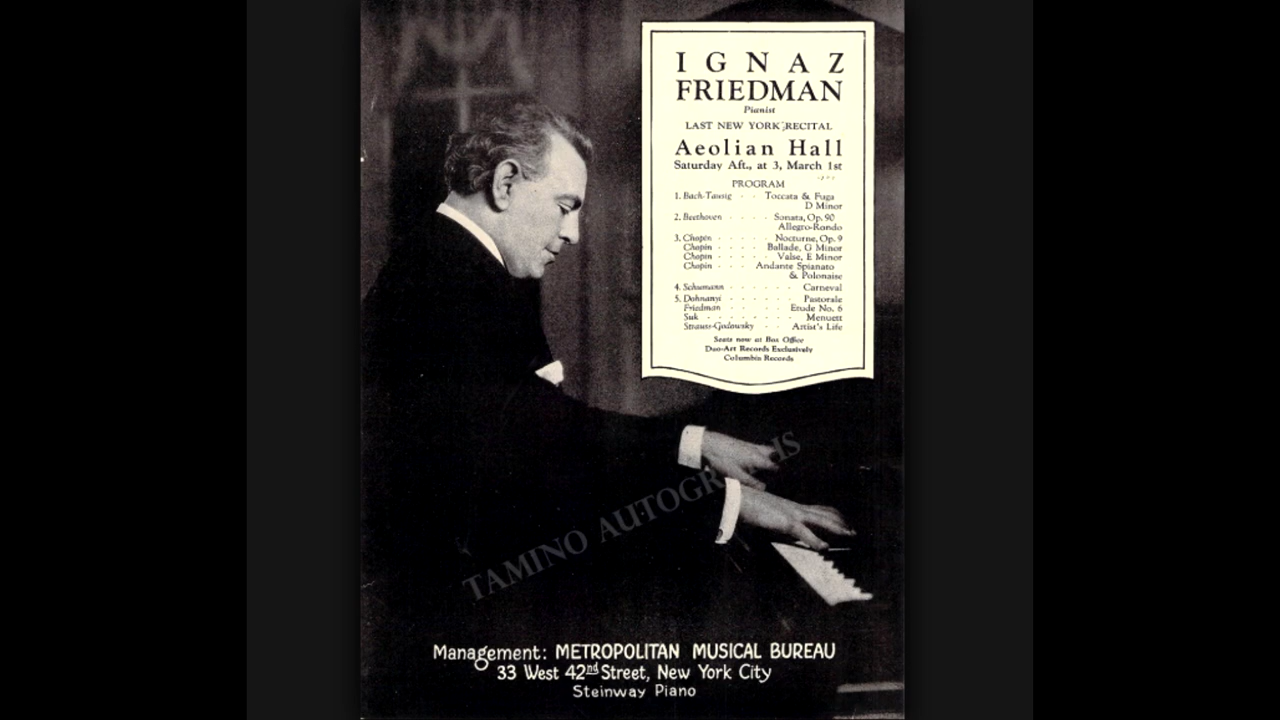 IGNAZ
FRIEDMAN
Pianist
LAST NEW YORK RECITAL
Aeolian Hall
Saturday Aft., at 3, March 1st
PROGRAM
1. Bach-Tausig · · Toccata & Fuga
D Minor
2. Beethoven · · · · Sonata, Op. 90
Allegro-Rondo
3. Chopin · · · · · Nocturne, Op. 9
Chopin · · · · Ballade, G Minor
Chopin · · · · · Valse, E Minor
Chopin · · · Andante Spianato
& Polonaise
4. Schumann · · · · · · Carneval
5. Dohnanyi · · · · · · Pastorale
Friedman · · · · · Etude No. 6
Suk · · · · · · · · Menuett
Strauss-Godowsky · · Artist's Life
Seats now at Box Office
Duo-Art Records Exclusively
Columbia Records
TAMINO AUTOGRAPHS
Management: METROPOLITAN MUSICAL BUREAU
33 West 42nd Street, New York City
Steinway Piano